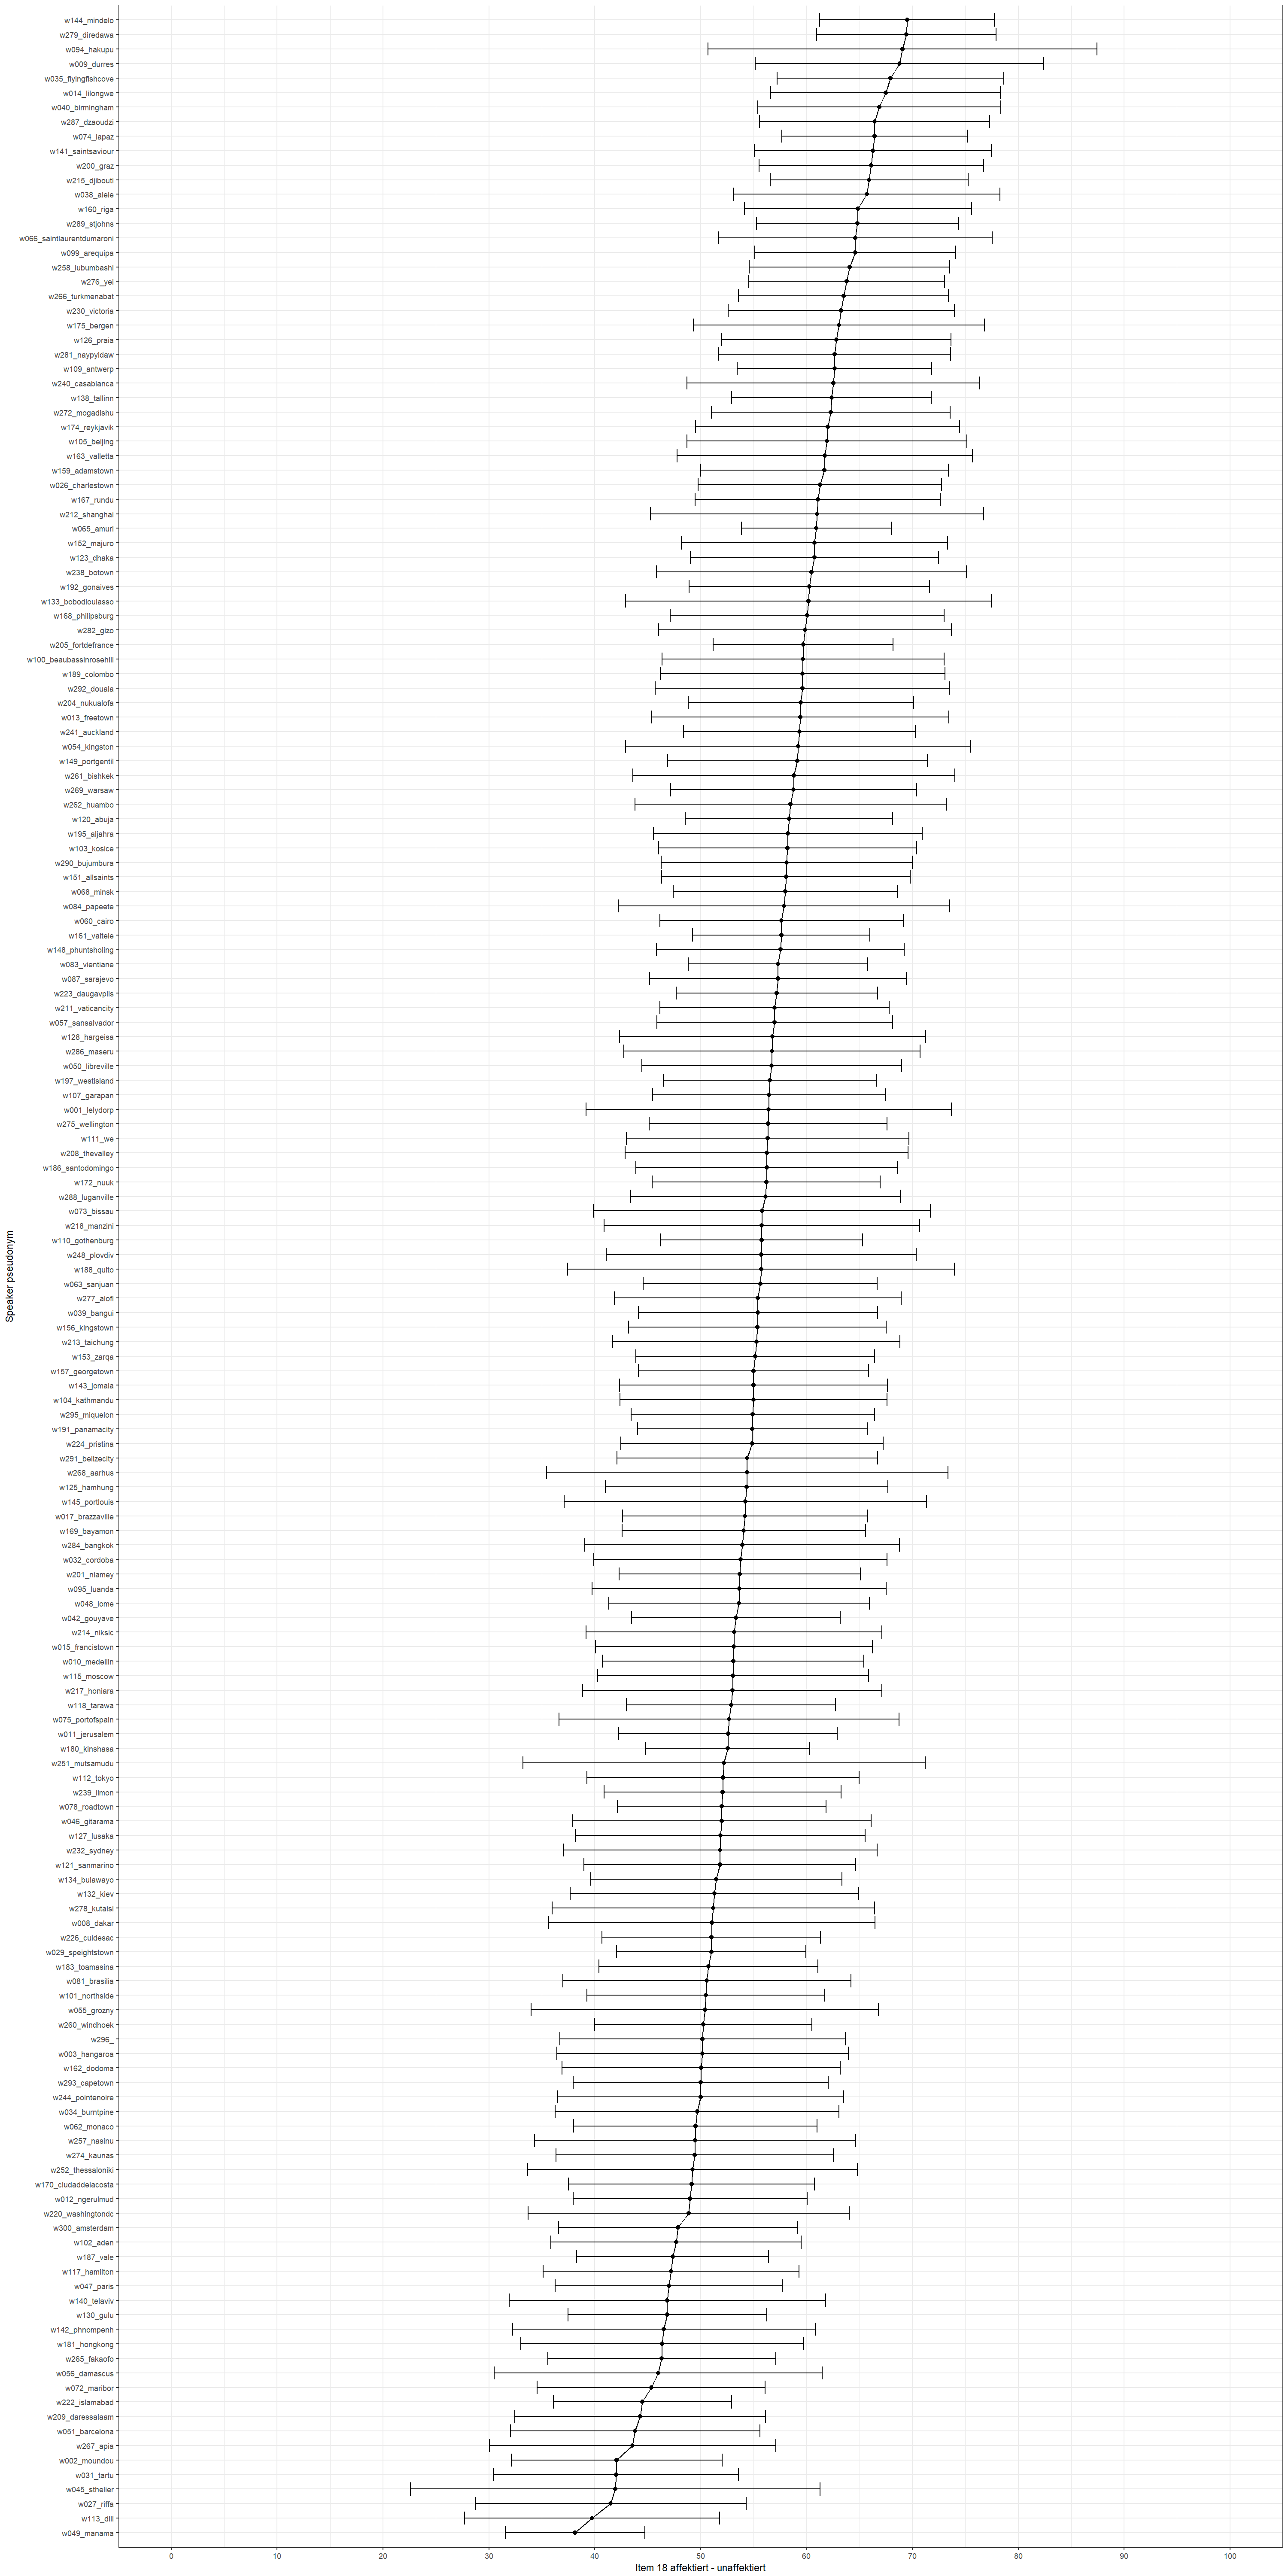 w144_mindelo
w279_diredawa
w094_hakupu
w009_durres
w035_flyingfishcove
w014_lilongwe
w040_birmingham
w287_dzaoudzi
w074_lapaz
w141_saintsaviour
w200_graz
w215_djibouti
w038_alele
w160_riga
w289_stjohns
w066_saintlaurentdumaroni
w099_arequipa
w258_lubumbashi
w276_yei
w266_turkmenabat
w230_victoria
w175_bergen
w126_praia
w281_naypyidaw
w109_antwerp
w240_casablanca
w138_tallinn
w272_mogadishu
w174_reykjavik
w105_beijing
w163_valletta
w159_adamstown
w026_charlestown
w167_rundu
w212_shanghai
w065_amuri
w152_majuro
w123_dhaka
w238_botown
w192_gonaives
w133_bobodioulasso
w168_philipsburg
w282_gizo
w205_fortdefrance
w100_beaubassinrosehill
w189_colombo
w292_douala
w204_nukualofa
w013_freetown
w241_auckland
w054_kingston
w149_portgentil
w261_bishkek
w269_warsaw
w262_huambo
w120_abuja
w195_aljahra
w103_kosice
w290_bujumbura
w151_allsaints
w068_minsk
w084_papeete
w060_cairo
w161_vaitele
w148_phuntsholing
w083_vientiane
w087_sarajevo
w223_daugavpils
w211_vaticancity
w057_sansalvador
w128_hargeisa
w286_maseru
w050_libreville
w197_westisland
w107_garapan
w001_lelydorp
w275_wellington
w111_we
w208_thevalley
w186_santodomingo
w172_nuuk
w288_luganville
w073_bissau
w218_manzini
w110_gothenburg
w248_plovdiv
w188_quito
w063_sanjuan
w277_alofi
w039_bangui
w156_kingstown
w213_taichung
w153_zarqa
w157_georgetown
w143_jomala
w104_kathmandu
w295_miquelon
w191_panamacity
w224_pristina
w291_belizecity
w268_aarhus
w125_hamhung
w145_portlouis
w017_brazzaville
w169_bayamon
w284_bangkok
w032_cordoba
w201_niamey
w095_luanda
w048_lome
w042_gouyave
w214_niksic
w015_francistown
w010_medellin
w115_moscow
w217_honiara
w118_tarawa
w075_portofspain
w011_jerusalem
w180_kinshasa
w251_mutsamudu
w112_tokyo
w239_limon
w078_roadtown
w046_gitarama
w127_lusaka
w232_sydney
w121_sanmarino
w134_bulawayo
w132_kiev
w278_kutaisi
w008_dakar
w226_culdesac
w029_speightstown
w183_toamasina
w081_brasilia
w101_northside
w055_grozny
w260_windhoek
w296_
w003_hangaroa
w162_dodoma
w293_capetown
w244_pointenoire
w034_burntpine
w062_monaco
w257_nasinu
w274_kaunas
w252_thessaloniki
w170_ciudaddelacosta
w012_ngerulmud
w220_washingtondc
w300_amsterdam
w102_aden
w187_vale
w117_hamilton
w047_paris
w140_telaviv
w130_gulu
w142_phnompenh
w181_hongkong
w265_fakaofo
w056_damascus
w072_maribor
w222_islamabad
w209_daressalaam
w051_barcelona
w267_apia
w002_moundou
w031_tartu
w045_sthelier
w027_riffa
w113_dili
w049_manama
Speaker pseudonym
0 10 20 30 40 50 60 70 80 90 100
Item 18 affektiert - unaffektiert